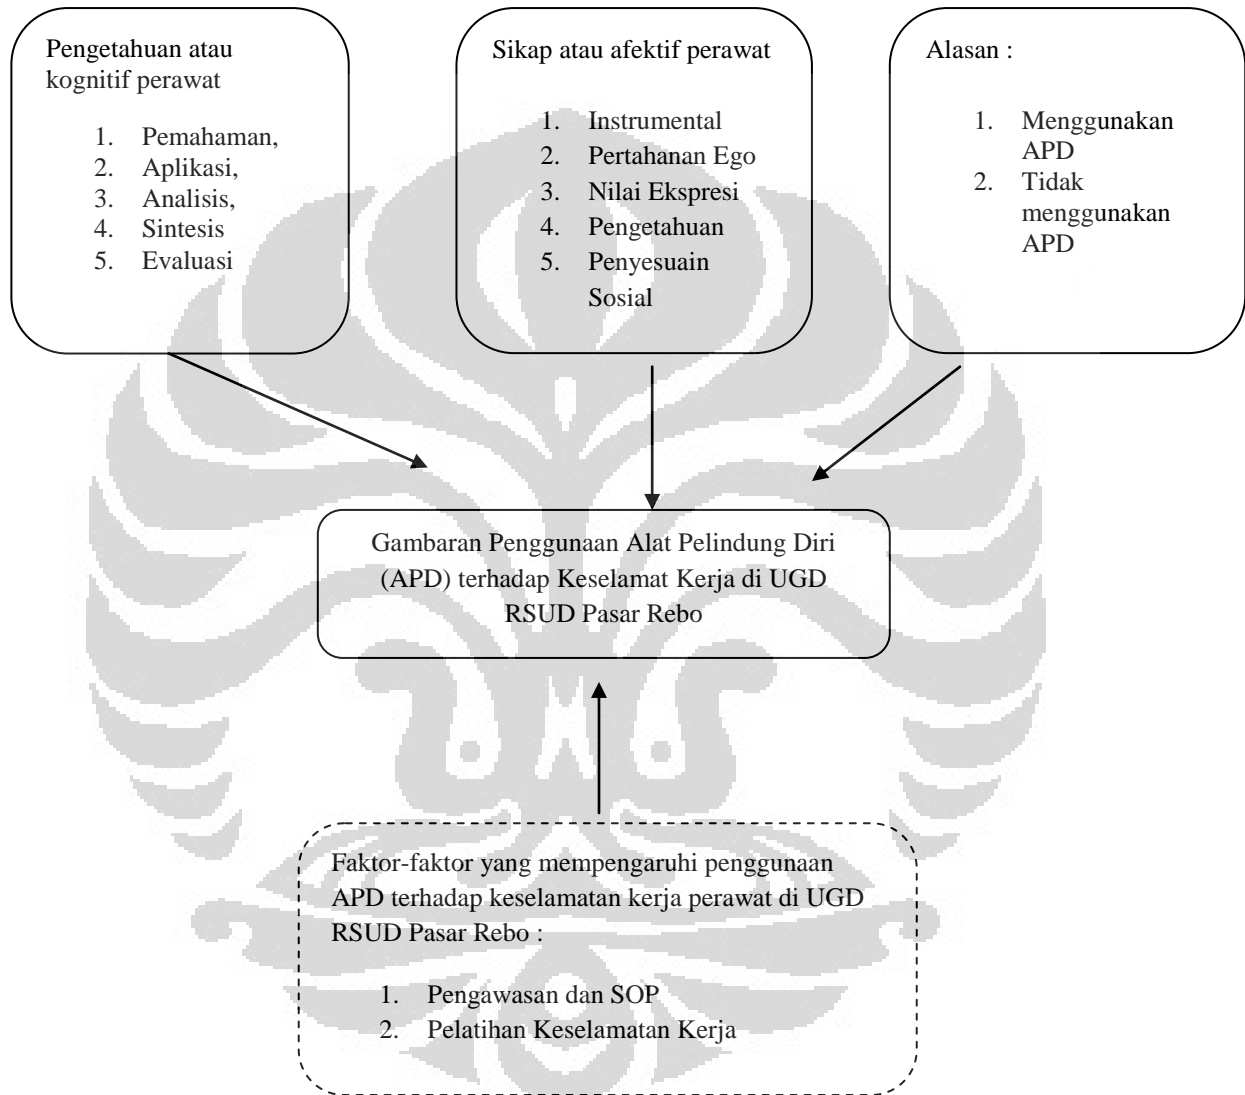 Pengetahuan atau
kognitif perawat
1. Pemahaman,
2. Aplikasi,
3. Analisis,
4. Sintesis
5. Evaluasi
Sikap atau afektif perawat
1. Instrumental
2. Pertahanan Ego
3. Nilai Ekspresi
4. Pengetahuan
5. Penyesuain
Sosial
Alasan :
1. Menggunakan
APD
2. Tidak
menggunakan
APD
Gambaran Penggunaan Alat Pelindung Diri
(APD) terhadap Keselamat Kerja di UGD
RSUD Pasar Rebo
Faktor-faktor yang mempengaruhi penggunaan
APD terhadap keselamatan kerja perawat di UGD
RSUD Pasar Rebo :
1. Pengawasan dan SOP
2. Pelatihan Keselamatan Kerja